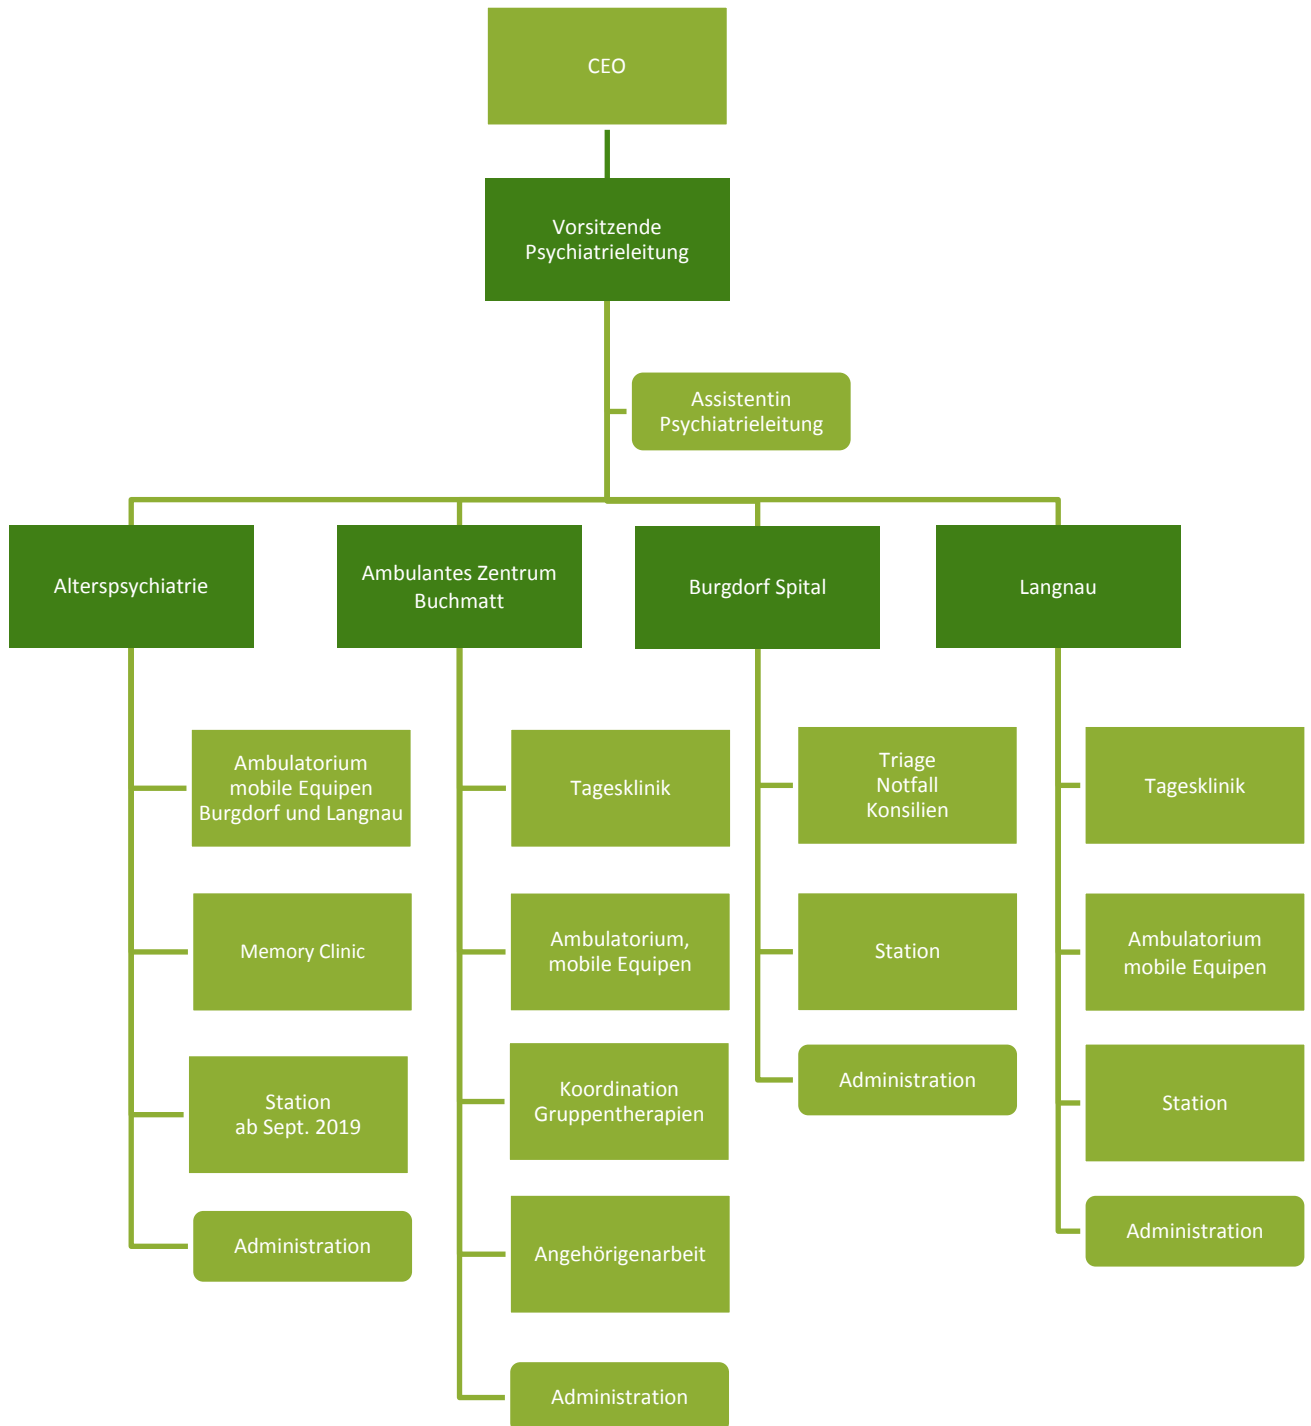 CEO
Vorsitzende
Psychiatrieleitung
Assistentin
Psychiatrieleitung
Alterspsychiatrie
Ambulantes Zentrum
Buchmatt
Burgdorf Spital
Langnau
Ambulatorium
mobile Equipen
Burgdorf und Langnau
Memory Clinic
Station
ab Sept. 2019
Administration
Tagesklinik
Ambulatorium,
mobile Equipen
Koordination
Gruppentherapien
Angehörigenarbeit
Administration
Triage
Notfall
Konsilien
Station
Administration
Tagesklinik
Ambulatorium
mobile Equipen
Station
Administration